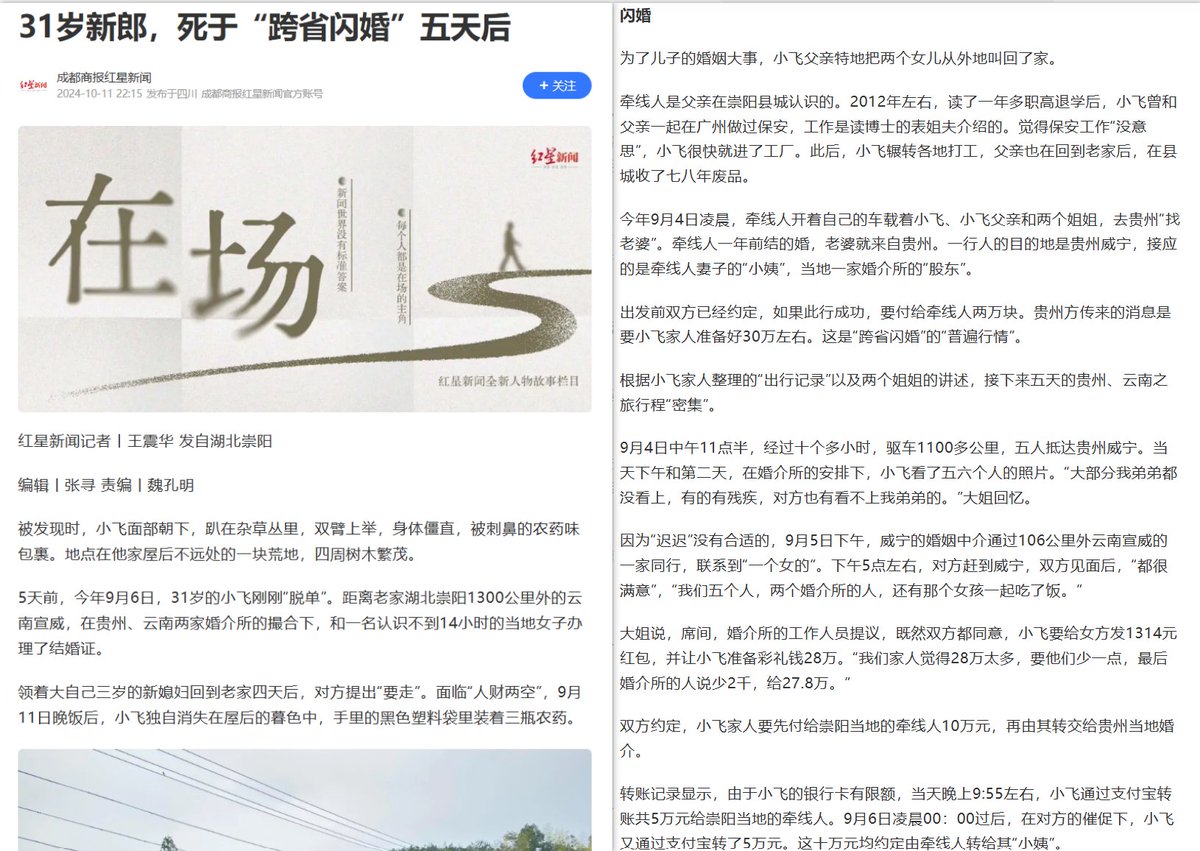 31岁新郎，死于“跨省闪婚”五天后
红星新闻
成都商报红星新闻
2024-10-11 22:15 发布于四川 成都商报红星新闻官方账号
+ 关注
红星新闻
在场
新闻世界没有标准答案
每个人都是在场的主角
红星新闻全新人物故事栏目
红星新闻记者丨王震华 发自湖北崇阳
编辑丨张寻 责编丨魏孔明
被发现时，小飞面部朝下，趴在杂草丛里，双臂上举，身体僵直，被刺鼻的农药味
包裹。地点在他家屋后不远处的一块荒地，四周树木繁茂。
5天前，今年9月6日，31岁的小飞刚刚“脱单”。距离老家湖北崇阳1300公里外的云
南宣威，在贵州、云南两家婚介所的撮合下，和一名认识不到14小时的当地女子办
理了结婚证。
领着大自己三岁的新媳妇回到老家四天后，对方提出“要走”。面临“人财两空”，9月
11日晚饭后，小飞独自消失在屋后的暮色中，手里的黑色塑料袋里装着三瓶农药。
闪婚
为了儿子的婚姻大事，小飞父亲特地把两个女儿从外地叫回了家。
牵线人是父亲在崇阳县城认识的。2012年左右，读了一年多职高退学后，小飞曾和
父亲一起在广州做过保安，工作是读博士的表姐夫介绍的。觉得保安工作“没意
思”，小飞很快就进了工厂。此后，小飞辗转各地打工，父亲也在回到老家后，在县
城收了七八年废品。
今年9月4日凌晨，牵线人开着自己的车载着小飞、小飞父亲和两个姐姐，去贵州“找
老婆”。牵线人一年前结的婚，老婆就来自贵州。一行人的目的地是贵州威宁，接应
的是牵线人妻子的“小姨”，当地一家婚介所的“股东”。
出发前双方已经约定，如果此行成功，要付给牵线人两万块。贵州方传来的消息是
要小飞家人准备好30万左右。这是“跨省闪婚”的“普遍行情”。
根据小飞家人整理的“出行记录”以及两个姐姐的讲述，接下来五天的贵州、云南之
旅行程“密集”。
9月4日中午11点半，经过十个多小时，驱车1100多公里，五人抵达贵州威宁。当
天下午和第二天，在婚介所的安排下，小飞看了五六个人的照片。“大部分我弟弟都
没看上，有的有残疾，对方也有看不上我弟弟的。”大姐回忆。
因为“迟迟”没有合适的，9月5日下午，威宁的婚姻中介通过106公里外云南宣威的
一家同行，联系到“一个女的”。下午5点左右，对方赶到威宁，双方见面后，“都很
满意”，“我们五个人，两个婚介所的人，还有那个女孩一起吃了饭。”
大姐说，席间，婚介所的工作人员提议，既然双方都同意，小飞要给女方发1314元
红包，并让小飞准备彩礼钱28万。“我们家人觉得28万太多，要他们少一点，最后
婚介所的人说少2千，给27.8万。“
双方约定，小飞家人要先付给崇阳当地的牵线人10万元，再由其转交给贵州当地婚
介。
转账记录显示，由于小飞的银行卡有限额，当天晚上9:55左右，小飞通过支付宝转
账共5万元给崇阳当地的牵线人。9月6日凌晨00：00过后，在对方的催促下，小飞
又通过支付宝转了5万元。这十万元均约定由牵线人转给其“小姨”。